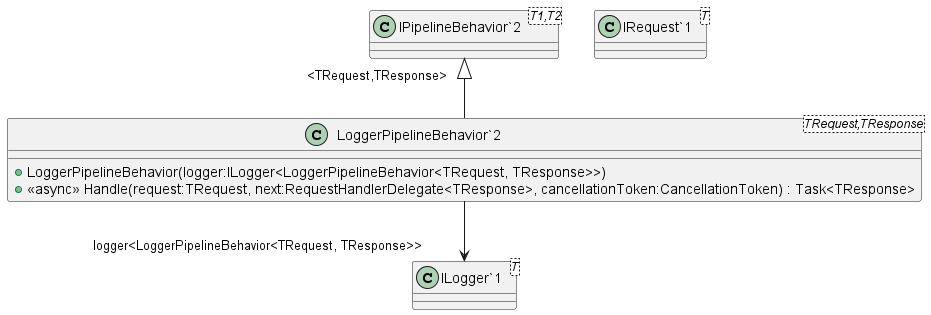 C IPipelineBehavior`2 T1,T2
C IRequest`1 T
<TRequest,TResponse>
C LoggerPipelineBehavior`2 TRequest,TResponse
LoggerPipelineBehavior(logger:ILogger<LoggerPipelineBehavior<TRequest, TResponse>>)
«async» Handle(request:TRequest, next:RequestHandlerDelegate<TResponse>, cancellationToken:CancellationToken) : Task<TResponse>
logger<LoggerPipelineBehavior<TRequest, TResponse>>
C ILogger`1 T